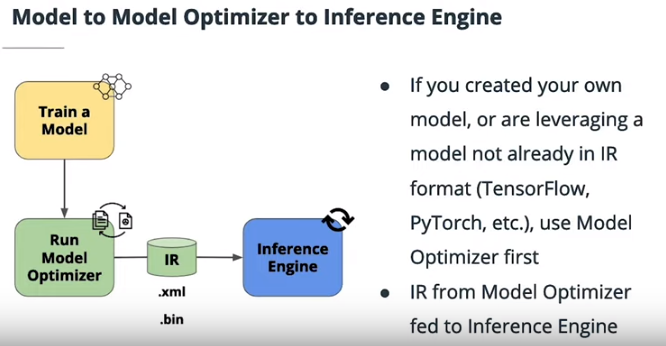 Model to Model Optimizer to Inference Engine
Train a
Model
Run
Model
Optimizer
IR
.xml
.bin
Inference
Engine
● If you created your own
model, or are leveraging a
model not already in IR
format (TensorFlow,
PyTorch, etc.), use Model
Optimizer first
● IR from Model Optimizer
fed to Inference Engine